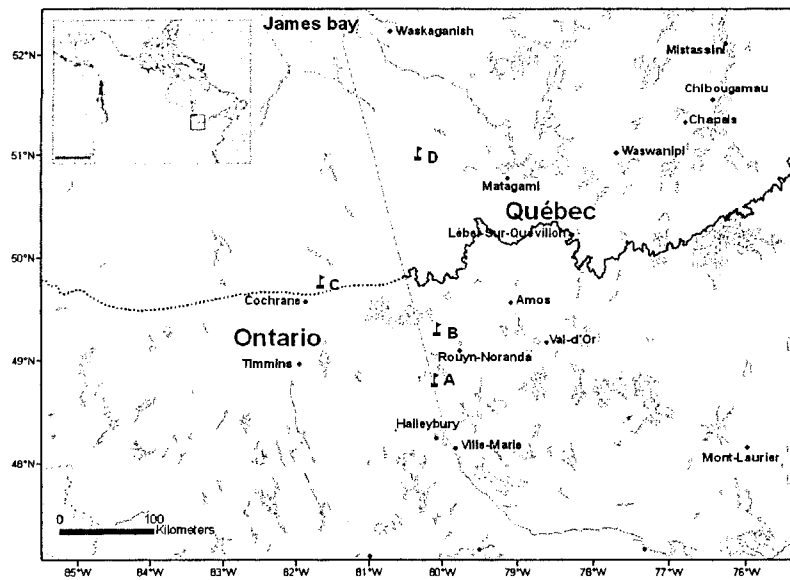 James bay
52°N
Waskaganish
Mistassini
Chibougamau
Chapais
51°N
D
Waswanipi
Matagami
Québec
Lébel-Sur-Quévillon
50°N
C
Cochrane
Amos
Ontario
B
Val-d'Or
49°N
Timmins
Rouyn-Noranda
A
Haileybury
48°N
Ville-Marie
Mont-Laurier
0 100
Kilometers
85°W 84°W 83°W 82°W 81°W 80°W 79°W 78°W 77°W 76°W